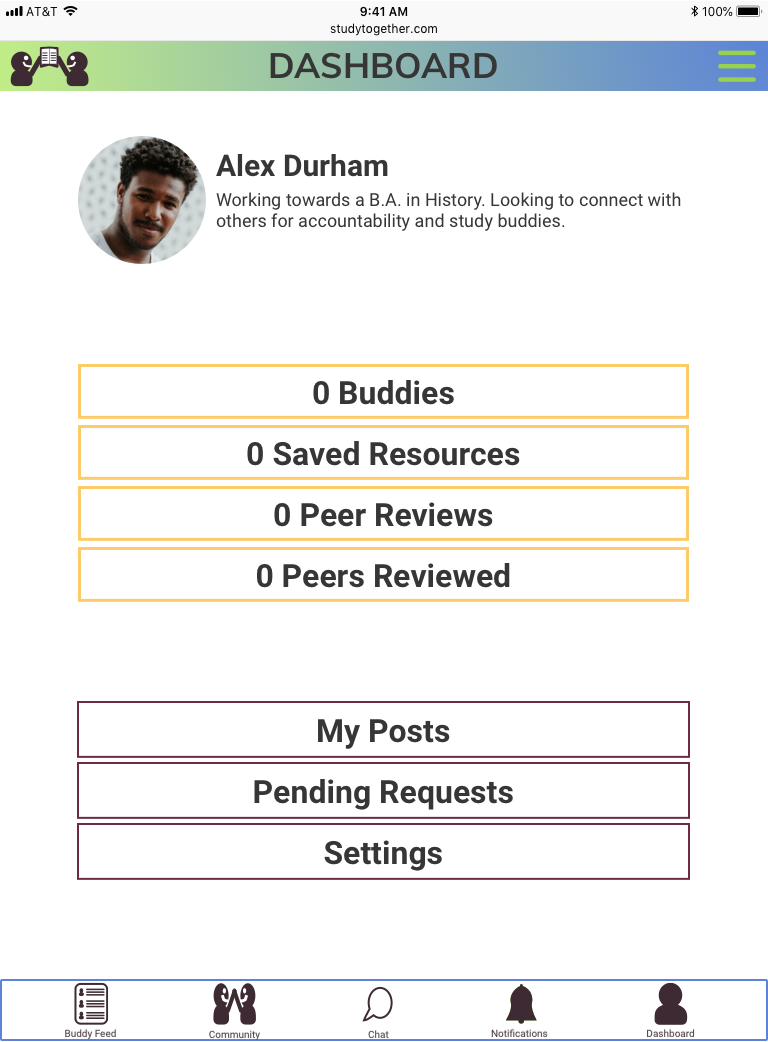 AT&T 9:41 AM 100%
studytogether.com
DASHBOARD
Alex Durham
Working towards a B.A. in History. Looking to connect with
others for accountability and study buddies.
0 Buddies
0 Saved Resources
0 Peer Reviews
0 Peers Reviewed
My Posts
Pending Requests
Settings
Buddy Feed Community Chat Notifications Dashboard